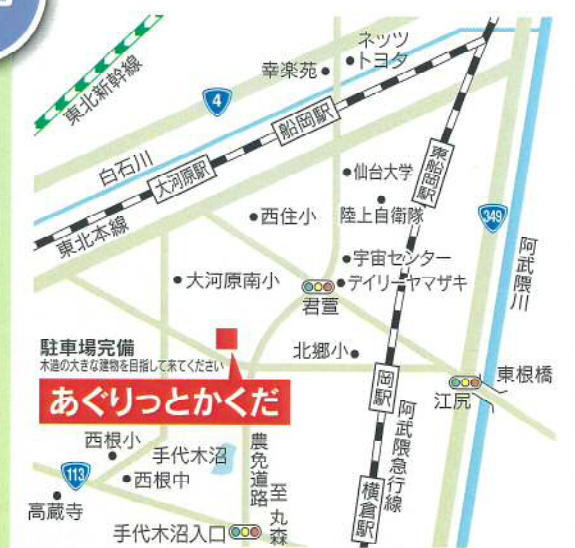 ネッツ
トヨタ
幸楽苑
東北新幹線
4
船岡駅
白石川
大河原駅
東船岡駅
仙台大学
陸上自衛隊
西住小
349
東北本線
宇宙センター
阿武隈川
大河原南小
デイリーヤマザキ
君萱
駐車場完備
木造の大きな建物を目指して来てください
北郷小
東根橋
岡駅
江尻
あぐりっとかくだ
阿武隈急行線
西根小
手代木沼
農免道路
113
西根中
至丸森
横倉駅
高蔵寺
手代木沼入口